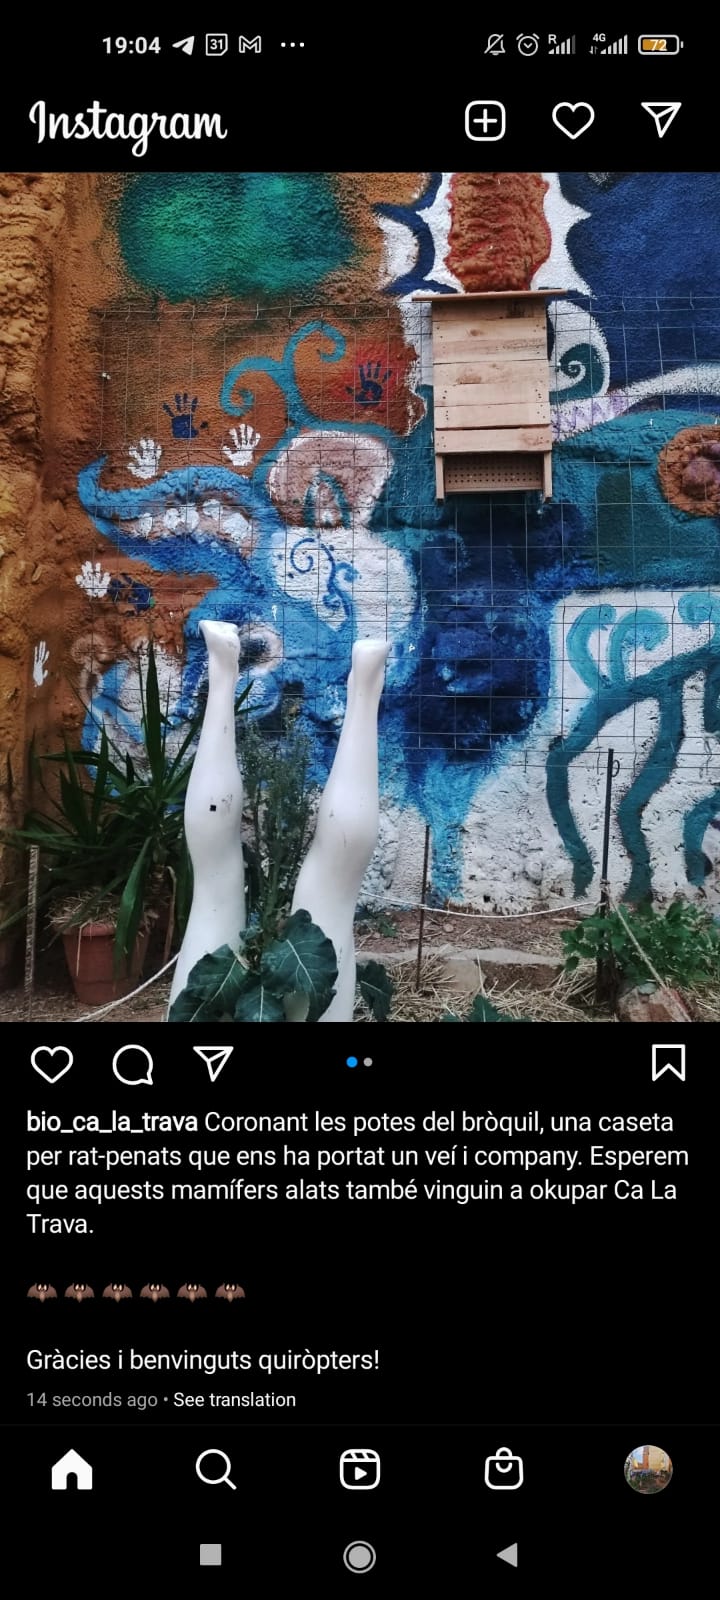 19:04 31 R 4G 72
Instagram
bio_ca_la_trava Coronant les potes del bròquil, una caseta
per rat-penats que ens ha portat un veí i company. Esperem
que aquests mamífers alats també vinguin a okupar Ca La
Trava.
🦇🦇🦇🦇🦇🦇
Gràcies i benvinguts quiròpters!
14 seconds ago • See translation